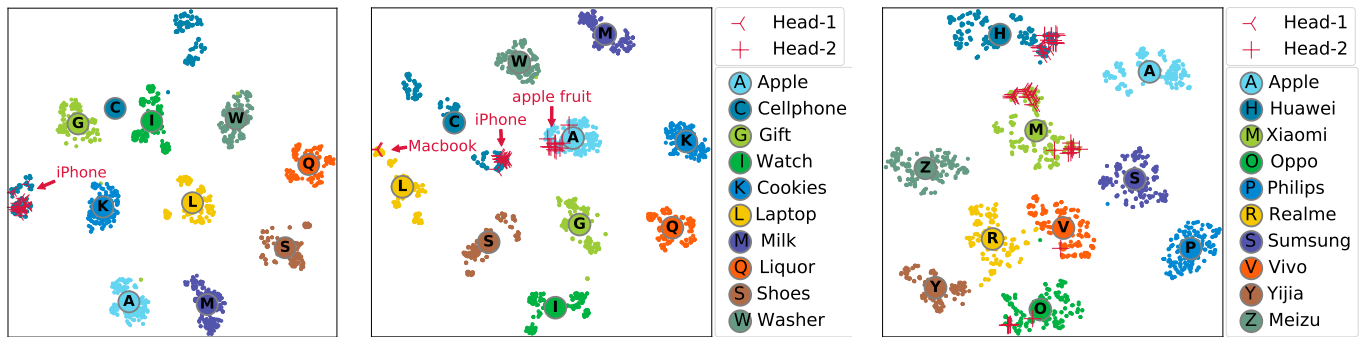 C
G
I
W
Q
iPhone
K
L
S
A
M
M
W
apple fruit
iPhone
C
A
K
Macbook
L
S
G
Q
I
Head-1
Head-2
A Apple
C Cellphone
G Gift
I Watch
K Cookies
L Laptop
M Milk
Q Liquor
S Shoes
W Washer
H
A
M
Z
S
V
R
P
Y
O
Head-1
Head-2
A Apple
H Huawei
M Xiaomi
O Oppo
P Philips
R Realme
S Sumsung
V Vivo
Y Yijia
Z Meizu